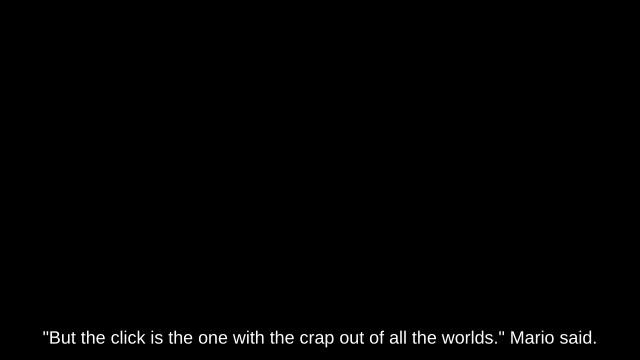 "But the click is the one with the crap out of all the worlds." Mario said.